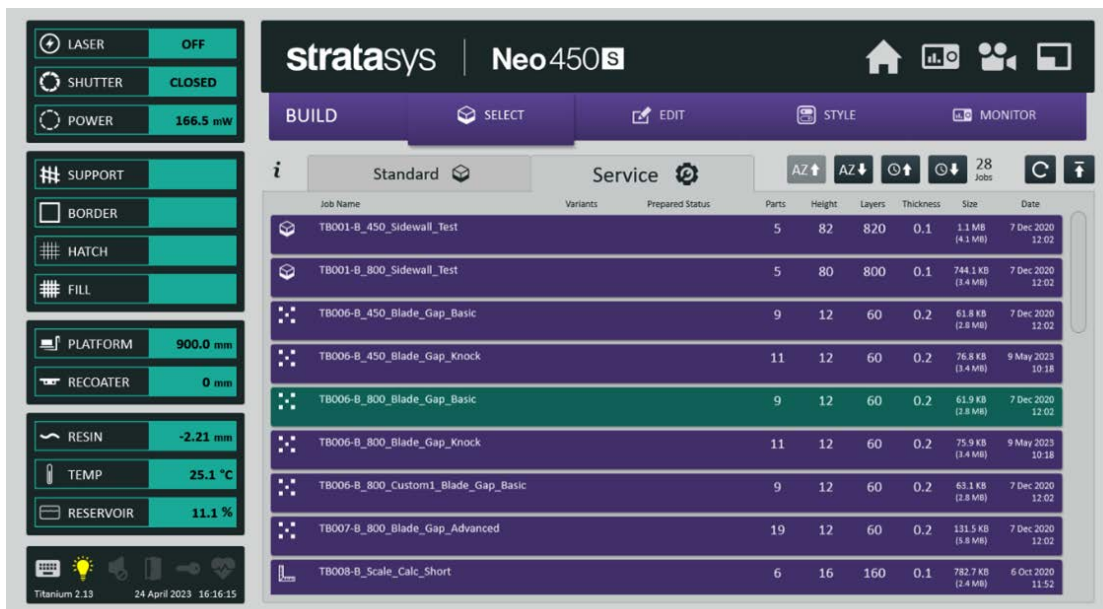 LASER OFF
SHUTTER CLOSED
POWER 166.5 mW
SUPPORT
BORDER
HATCH
FILL
PLATFORM 900.0 mm
RECOATER 0 mm
RESIN -2.21 mm
TEMP 25.1 °C
RESERVOIR 11.1 %
Titanium 2.13 24 April 2023 16:16:15
stratasys Neo450S
BUILD SELECT EDIT STYLE MONITOR
i Standard Service AZ AZ 28 Jobs
Job Name Variants Prepared Status Parts Height Layers Thickness Size Date
TB001-B_450_Sidewall_Test 5 82 820 0.1 1.1 MB 7 Dec 2020
(4.1 MB) 12:02
TB001-B_800_Sidewall_Test 5 80 800 0.1 744.1 KB 7 Dec 2020
(3.4 MB) 12:02
TB006-B_450_Blade_Gap_Basic 9 12 60 0.2 61.8 KB 7 Dec 2020
(2.8 MB) 12:02
TB006-B_450_Blade_Gap_Knock 11 12 60 0.2 76.8 KB 9 May 2023
(3.4 MB) 10:18
TB006-B_800_Blade_Gap_Basic 9 12 60 0.2 61.9 KB 7 Dec 2020
(2.8 MB) 12:02
TB006-B_800_Blade_Gap_Knock 11 12 60 0.2 75.9 KB 9 May 2023
(3.4 MB) 10:18
TB006-B_800_Custom1_Blade_Gap_Basic 9 12 60 0.2 63.1 KB 7 Dec 2020
(2.8 MB) 12:02
TB007-B_800_Blade_Gap_Advanced 19 12 60 0.2 131.5 KB 7 Dec 2020
(5.8 MB) 12:02
TB008-B_Scale_Calc_Short 6 16 160 0.1 782.7 KB 6 Oct 2020
(2.4 MB) 11:52